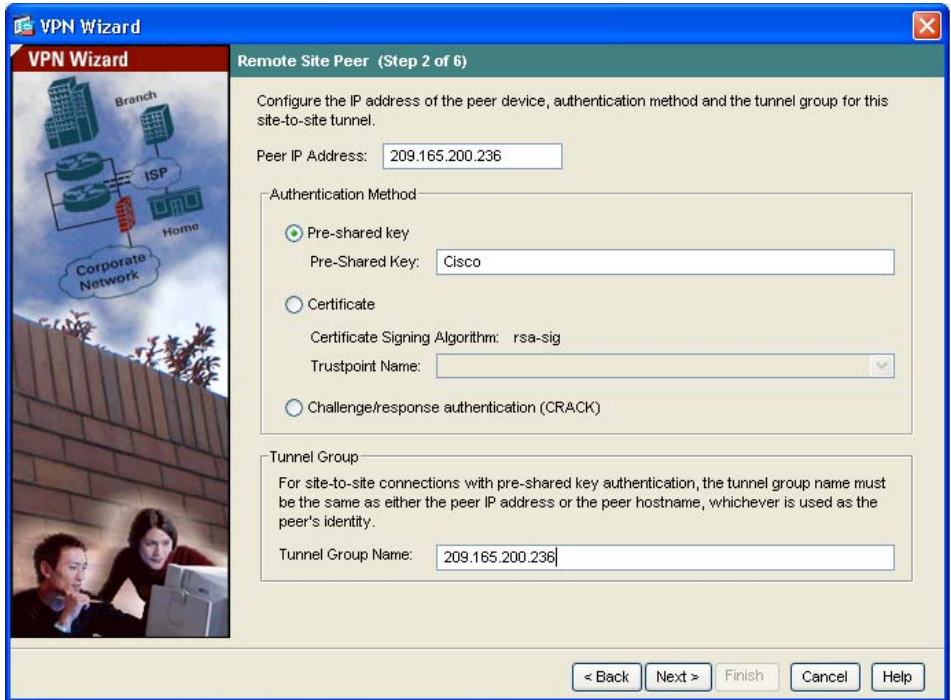 VPN Wizard
VPN Wizard
Branch
ISP
Home
Corporate
Network
Remote Site Peer (Step 2 of 6)
Configure the IP address of the peer device, authentication method and the tunnel group for this
site-to-site tunnel.
Peer IP Address: 209.165.200.236
Authentication Method
Pre-shared key
Pre-Shared Key: Cisco
Certificate
Certificate Signing Algorithm: rsa-sig
Trustpoint Name:
Challenge/response authentication (CRACK)
Tunnel Group
For site-to-site connections with pre-shared key authentication, the tunnel group name must
be the same as either the peer IP address or the peer hostname, whichever is used as the
peer's identity.
Tunnel Group Name: 209.165.200.236
< Back Next > Finish Cancel Help